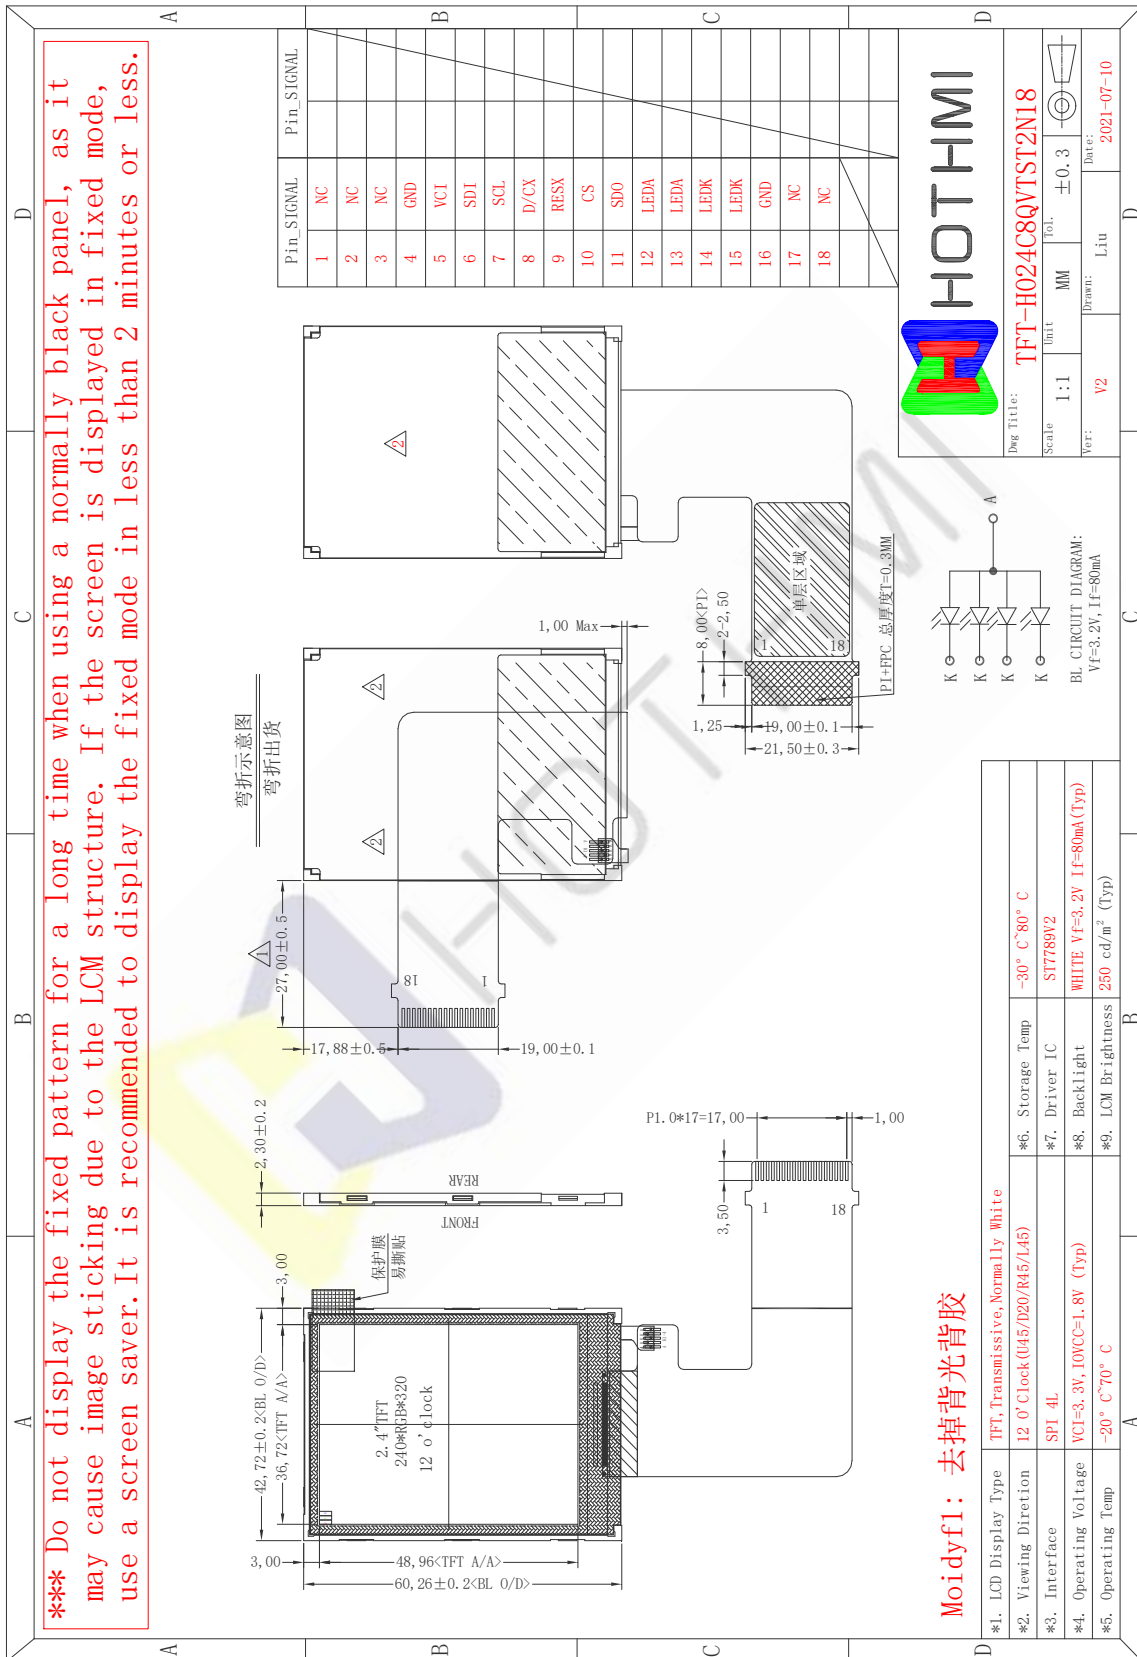 *** Do not display the fixed pattern for a long time when using a normally black panel, as it
may cause image sticking due to the LCM structure. If the screen is displayed in fixed mode,
use a screen saver.It is recommended to display the fixed mode in less than 2 minutes or less.
A
B
C
D
A
B
C
D
A
B
C
D
A
B
C
D
42,72±0.2<BL O/D>
36,72<TFT A/A>
3,00
3,00
48,96<TFT A/A>
60,26±0.2<BL O/D>
2.4"TFT
240*RGB*320
12 o'clock
保护膜
易撕贴
2,30±0.2
FRONT
REAR
弯折示意图
弯折出货
1
27,00±0.5
17,88±0.5
19,00±0.1
18
1
2
2
1,00 Max
2
P1.0*17=17,00
1,00
3,50
1
18
8,00<PI>
2-2,50
1,25
19,00±0.1
21,50±0.3
1
18
单层区域
PI+FPC 总厚度T=0.3MM
Pin_SIGNAL
Pin_SIGNAL
1 NC
2 NC
3 NC
4 GND
5 VCI
6 SDI
7 SCL
8 D/CX
9 RESX
10 CS
11 SDO
12 LEDA
13 LEDA
14 LEDK
15 LEDK
16 GND
17 NC
18 NC
K
K
K
K
A
BL CIRCUIT DIAGRAM:
Vf=3.2V, If=80mA
Moidyf1: 去掉背光背胶
*1. LCD Display Type TFT, Transmissive, Normally White
*2. Viewing Diretion 12 O'Clock(U45/D20/R45/L45)
*3. Interface SPI 4L
*4. Operating Voltage VCI=3.3V, IOVCC=1.8V (Typ)
*5. Operating Temp -20° C~70° C
*6. Storage Temp -30° C~80° C
*7. Driver IC ST7789V2
*8. Backlight WHITE Vf=3.2V If=80mA(Typ)
*9. LCM Brightness 250 cd/m² (Typ)
HOTHMI
Dwg Title: TFT-H024C8QVTST2N18
Scale 1:1 Unit MM Tol. ±0.3
Ver: V2 Drawn: Liu Date: 2021-07-10
HOTHMI